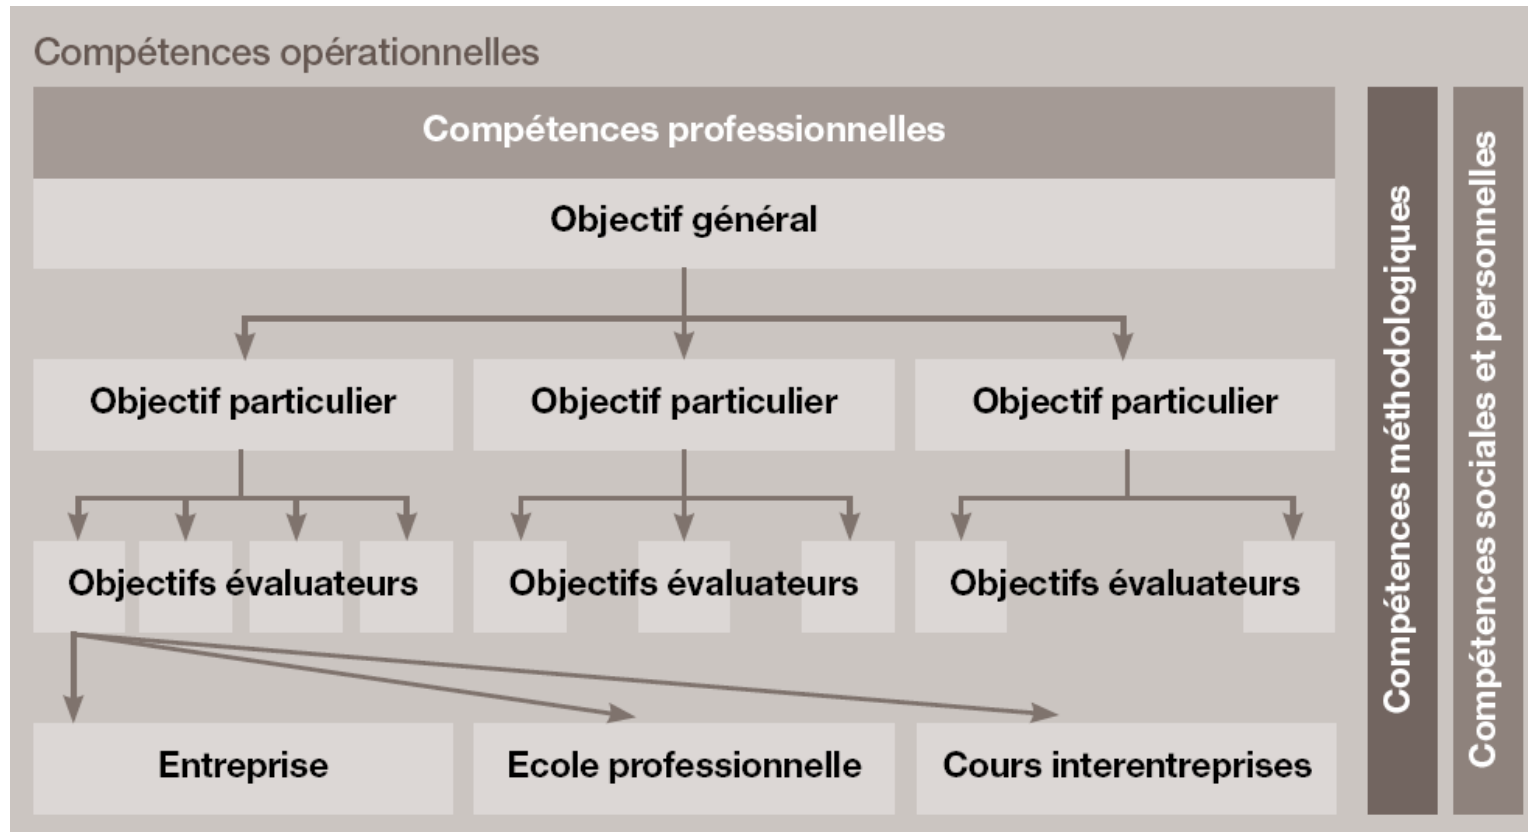 Compétences opérationnelles
Compétences professionnelles
Objectif général
Objectif particulier
Objectif particulier
Objectif particulier
Objectifs évaluateurs
Objectifs évaluateurs
Objectifs évaluateurs
Entreprise
Ecole professionnelle
Cours interentreprises
Compétences méthodologiques
Compétences sociales et personnelles